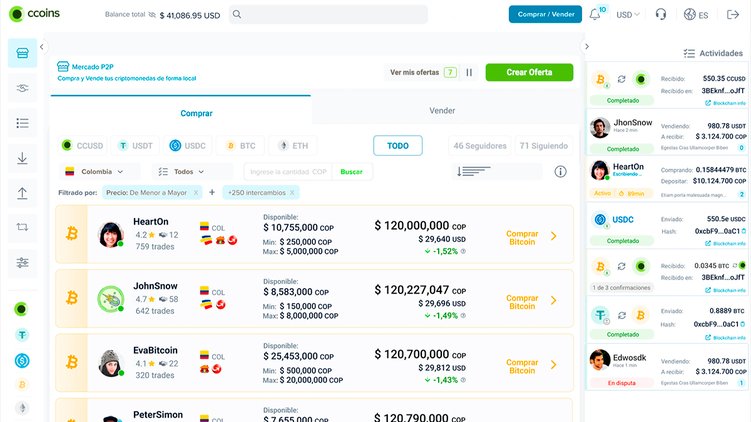 ccoins
Balance total $ 41,086.95 USD
Comprar / Vender
10
USD
ES
Mercado P2P
Compra y Vende tus criptomonedas de forma local
Ver mis ofertas 7
Crear Oferta
Comprar
Vender
CCUSD
USDT
USDC
BTC
ETH
TODO
46 Seguidores
71 Siguiendo
Colombia
Todos
Ingrese la cantidad COP
Buscar
Filtrado por:
Precio: De Menor a Mayor X
+
+250 intercambios X
HeartOn
4.2 12
759 trades
COL
Disponible:
$ 10,755,000 COP
Min: $ 250,000 COP
Max: $ 5,000,000 COP
$ 120,000,000 COP
$ 29,640 USD
-1,52%
Comprar
Bitcoin
JohnSnow
4.7 58
642 trades
COL
Disponible:
$ 8,583,000 COP
Min: $ 150,000 COP
Max: $ 8,000,000 COP
$ 120,227,047 COP
$ 29,696 USD
-1,49%
Comprar
Bitcoin
EvaBitcoin
4.1 22
320 trades
COL
Disponible:
$ 25,453,000 COP
Min: $ 500,000 COP
Max: $ 20,000,000 COP
$ 120,700,000 COP
$ 29,812 USD
-1,43%
Comprar
Bitcoin
PeterSimon
Disponible:
$ 7,655,000 COP
$ 120,790,000 COP
Comprar
Actividades
Recibido: 550.35 CCUSD
Recibido en: 3BEknf...oJfT
Completado
Blockchain info
JhonSnow
Hace 2 min
Vendiendo: 980.78 USDT
A recibir: $ 3.124.700 COP
Completado
Egestas Cras Ullamcorper Biben 0
HeartOn
Escribiendo...
Comprando: 0.15844479 BTC
Depositar: $10.124.700 COP
Activo 89min
Etiam porta malesuada magn... 2
USDC
Enviado: 550.5e USDC
Hash: 0xcbF9...0aC1
Completado
Blockchain info
Recibido: 0.0345 BTC
Recibido en: 3BEknf...oJfT
1 de 3 confirmaciones
Blockchain info
Enviado: 0.8889 BTC
Hash: 0xcbF9...0aC1
Completado
Blockchain info
Edwosdk
Hace 1 min
Vendiendo: 980.78 USDT
A recibir: $ 3.124.700 COP
En disputa
Egestas Cras Ullamcorper Biben 1